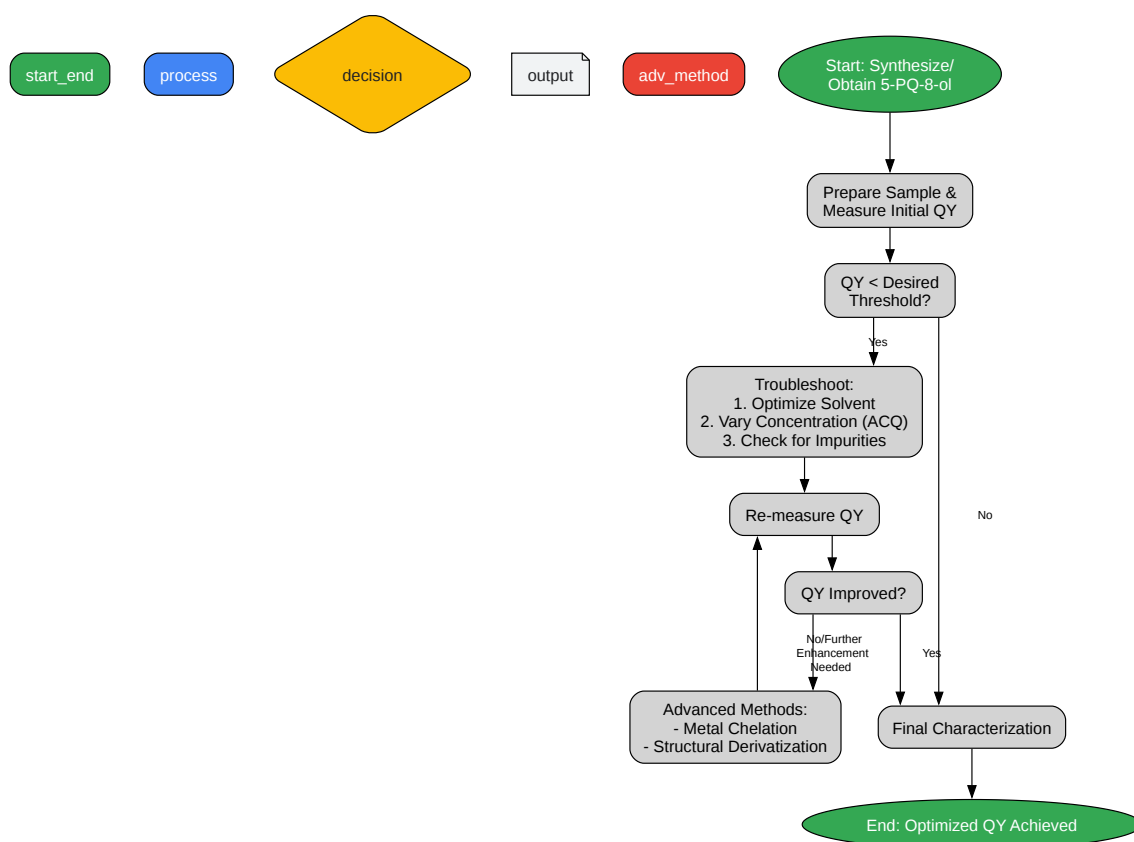 start_end
process
decision
output
adv_method
Start: Synthesize/
Obtain 5-PQ-8-ol
Prepare Sample &
Measure Initial QY
QY < Desired
Threshold?
Yes
Troubleshoot:
1. Optimize Solvent
2. Vary Concentration (ACQ)
3. Check for Impurities
Re-measure QY
No
QY Improved?
No/Further
Enhancement
Needed
Yes
Advanced Methods:
- Metal Chelation
- Structural Derivatization
Final Characterization
End: Optimized QY Achieved